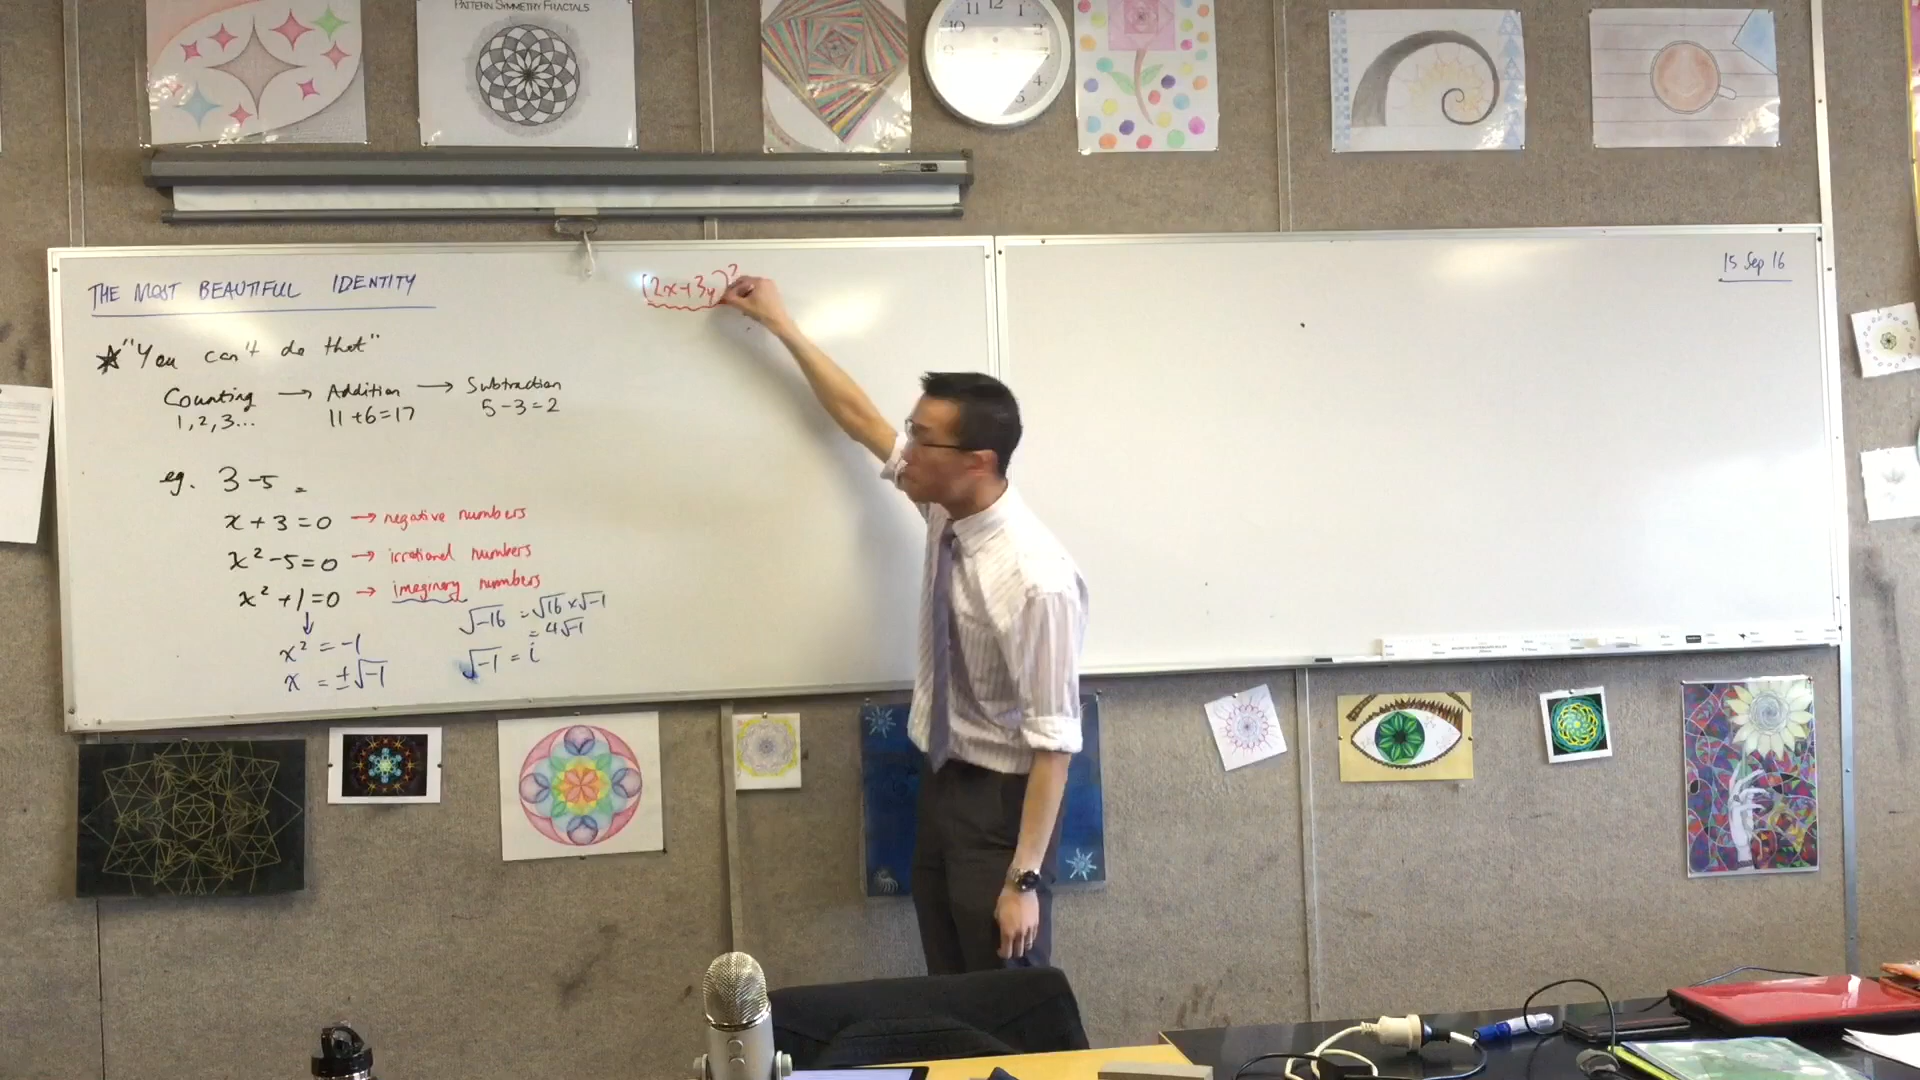 PATTERN SYMMETRY FRACTALS
THE MOST BEAUTIFUL IDENTITY
15 Sep 16
(2x+3y)²
★ "You can't do that"
Counting → Addition → Subtraction
1, 2, 3... 11+6=17 5-3=2
eg. 3-5 =
x + 3 = 0 → negative numbers
x² - 5 = 0 → irrational numbers
x² + 1 = 0 → imaginary numbers
↓
x² = -1
x = ±√-1
√-16 = √16 × √-1
= 4√-1
√-1 = i